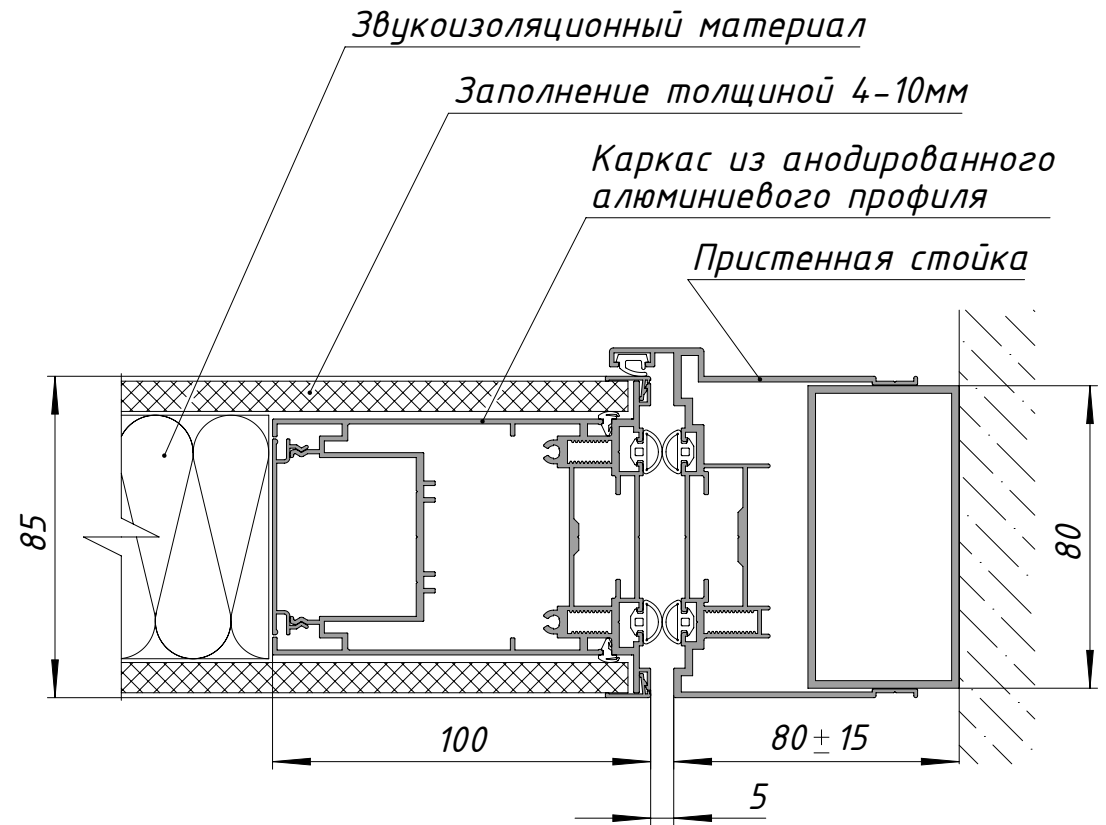 Звукоизоляционный материал
Заполнение толщиной 4-10мм
Каркас из анодированного
алюминиевого профиля
Пристенная стойка
85
80
100
80±15
5